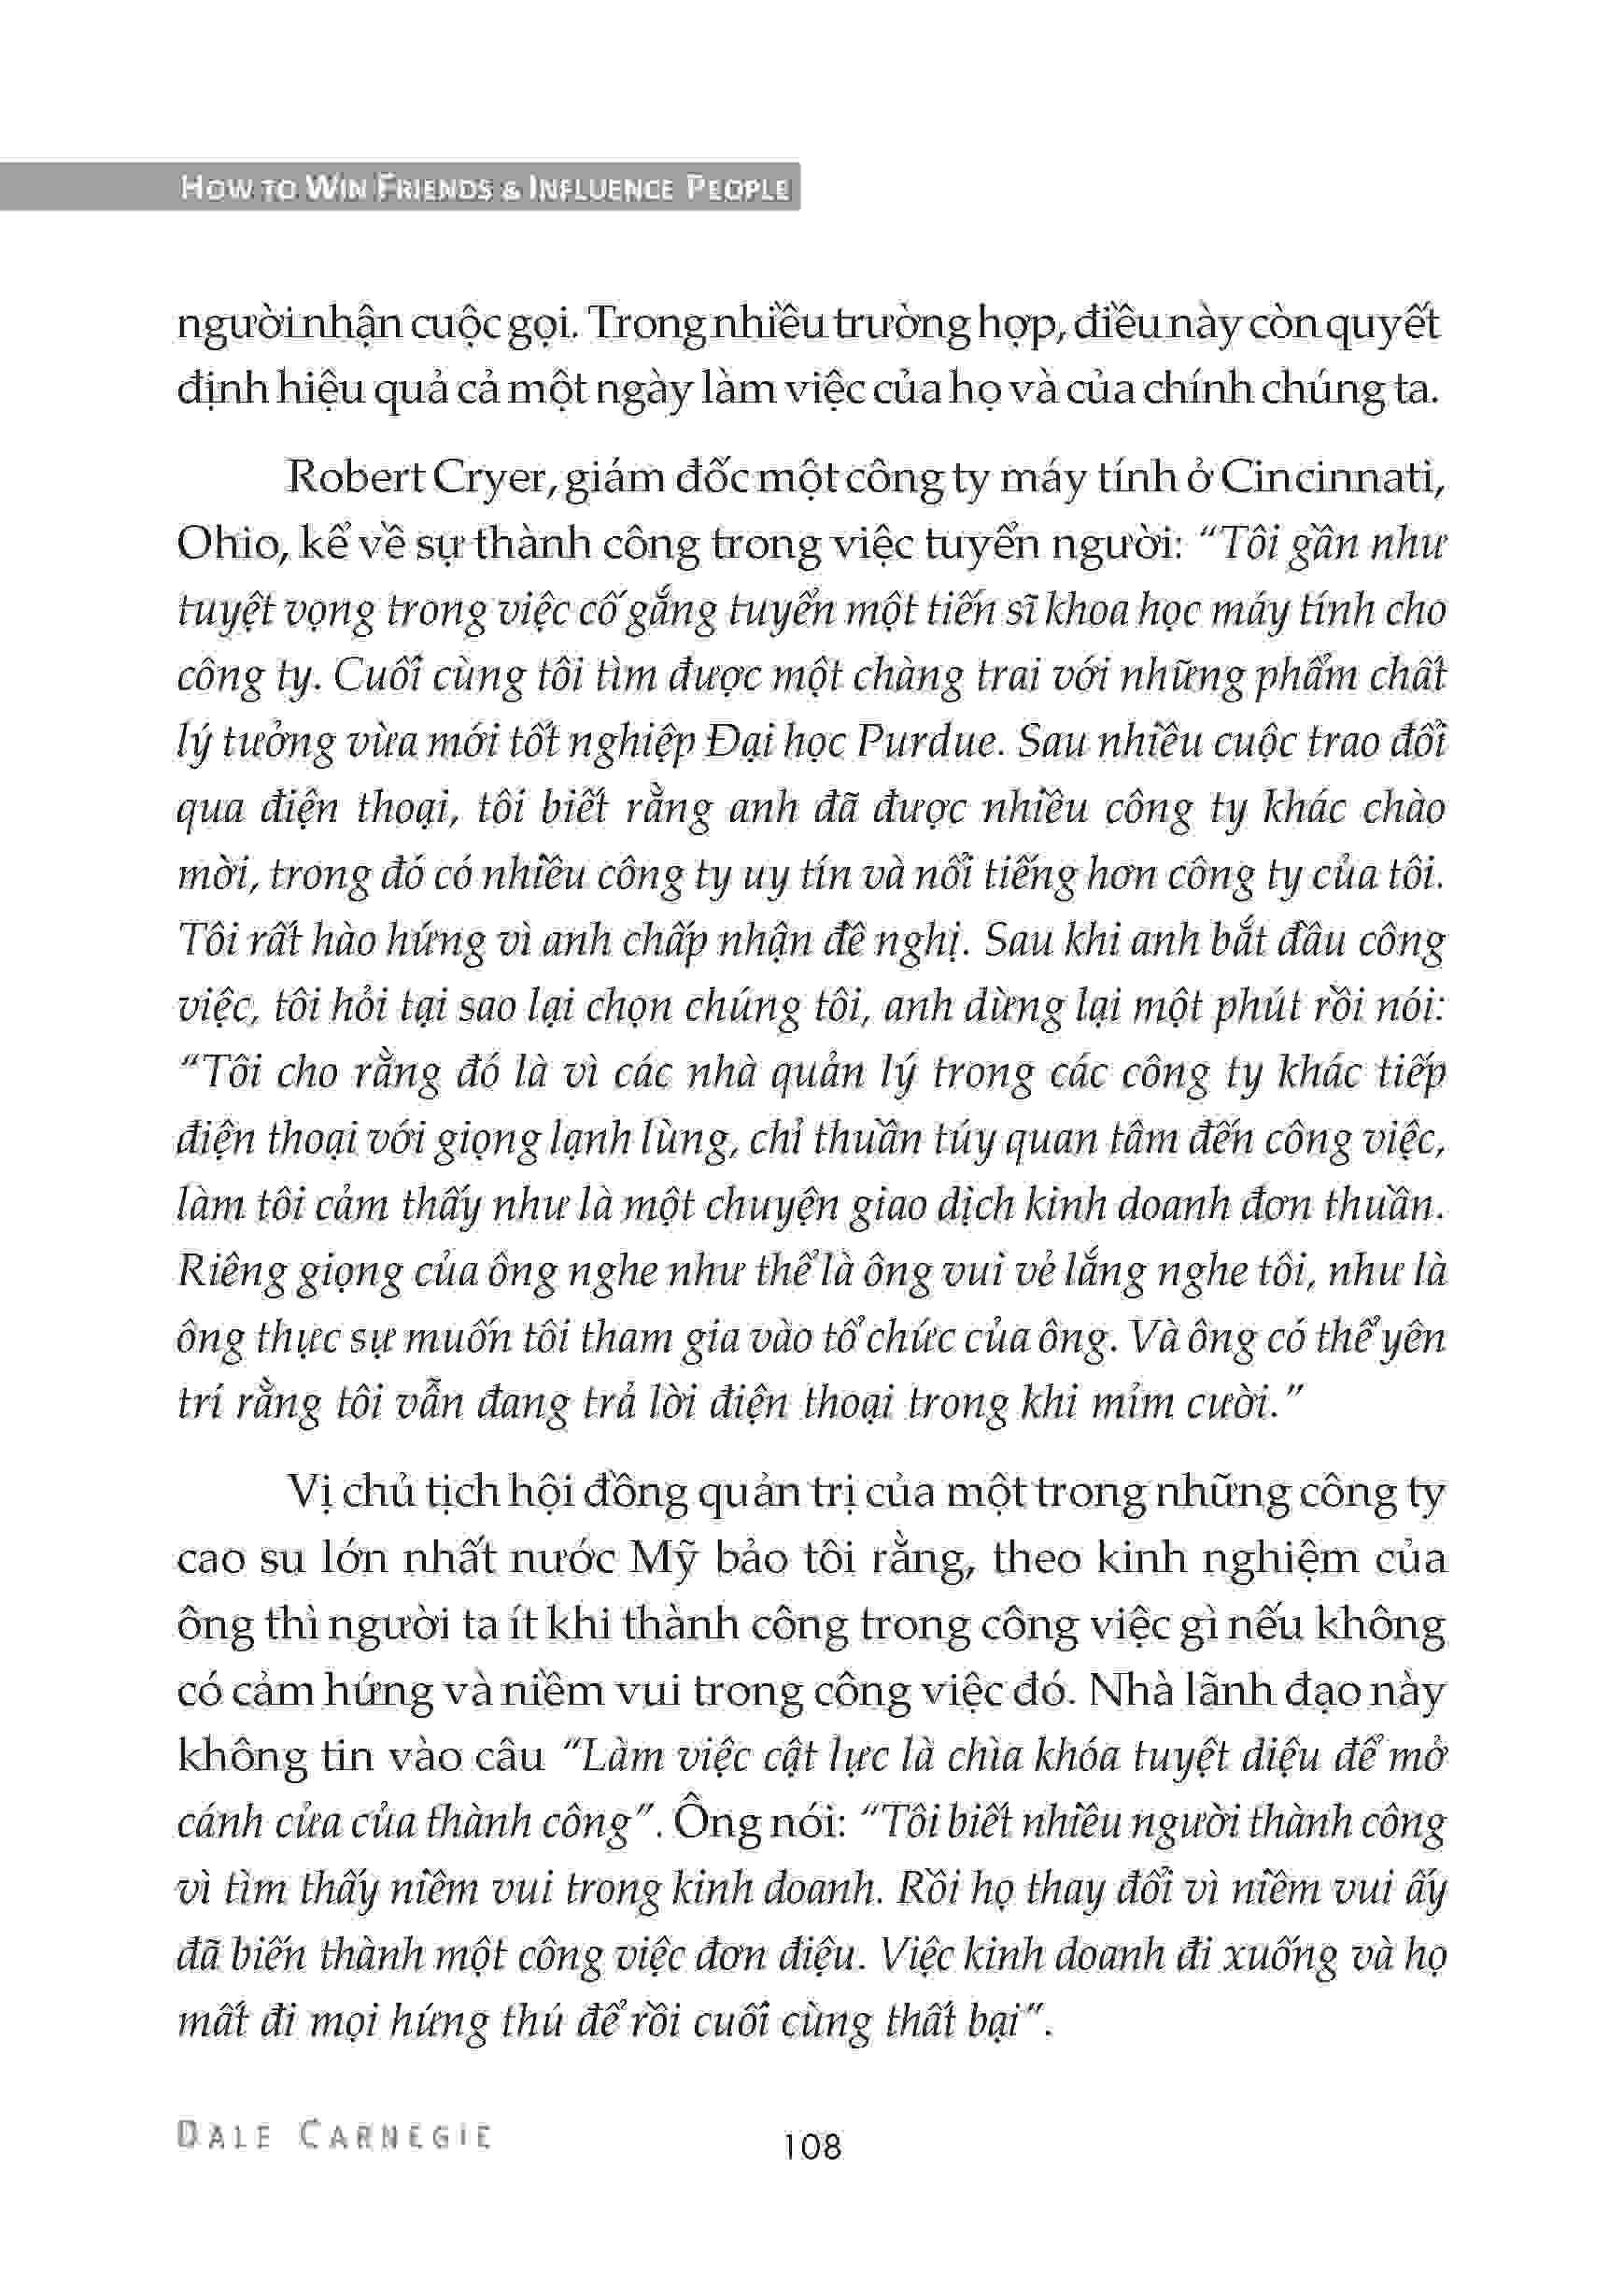 HOW TO WIN FRIENDS & INFLUENCE PEOPLE
người nhận cuộc gọi. Trong nhiều trường hợp, điều này còn quyết
định hiệu quả cả một ngày làm việc của họ và của chính chúng ta.
Robert Cryer, giám đốc một công ty máy tính ở Cincinnati,
Ohio, kể về sự thành công trong việc tuyển người: “Tôi gần như
tuyệt vọng trong việc cố gắng tuyển một tiến sĩ khoa học máy tính cho
công ty. Cuối cùng tôi tìm được một chàng trai với những phẩm chất
lý tưởng vừa mới tốt nghiệp Đại học Purdue. Sau nhiều cuộc trao đổi
qua điện thoại, tôi biết rằng anh đã được nhiều công ty khác chào
mời, trong đó có nhiều công ty uy tín và nổi tiếng hơn công ty của tôi.
Tôi rất hào hứng vì anh chấp nhận đề nghị. Sau khi anh bắt đầu công
việc, tôi hỏi tại sao lại chọn chúng tôi, anh dừng lại một phút rồi nói:
“Tôi cho rằng đó là vì các nhà quản lý trong các công ty khác tiếp
điện thoại với giọng lạnh lùng, chỉ thuần túy quan tâm đến công việc,
làm tôi cảm thấy như là một chuyện giao dịch kinh doanh đơn thuần.
Riêng giọng của ông nghe như thể là ông vui vẻ lắng nghe tôi, như là
ông thực sự muốn tôi tham gia vào tổ chức của ông. Và ông có thể yên
trí rằng tôi vẫn đang trả lời điện thoại trong khi mỉm cười.”
Vị chủ tịch hội đồng quản trị của một trong những công ty
cao su lớn nhất nước Mỹ bảo tôi rằng, theo kinh nghiệm của
ông thì người ta ít khi thành công trong công việc gì nếu không
có cảm hứng và niềm vui trong công việc đó. Nhà lãnh đạo này
không tin vào câu “Làm việc cật lực là chìa khóa tuyệt diệu để mở
cánh cửa của thành công”. Ông nói: “Tôi biết nhiều người thành công
vì tìm thấy niềm vui trong kinh doanh. Rồi họ thay đổi vì niềm vui ấy
đã biến thành một công việc đơn điệu. Việc kinh doanh đi xuống và họ
mất đi mọi hứng thú để rồi cuối cùng thất bại”.
DALE CARNEGIE
108